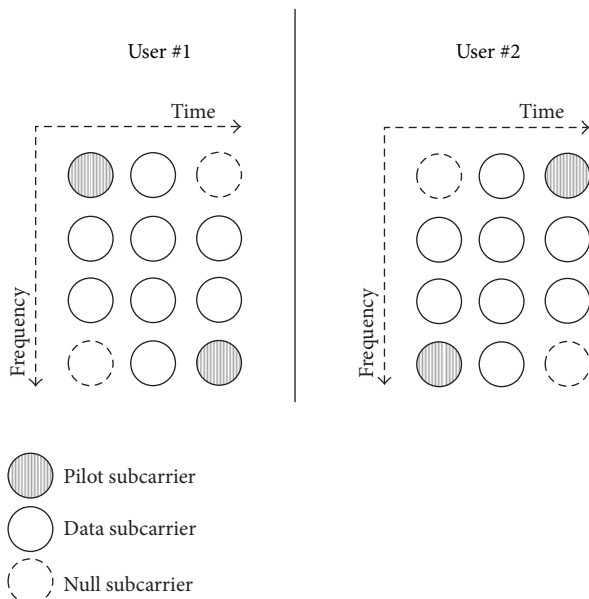 User #1
User #2
Time
Time
Frequency
Frequency
Pilot subcarrier
Data subcarrier
Null subcarrier